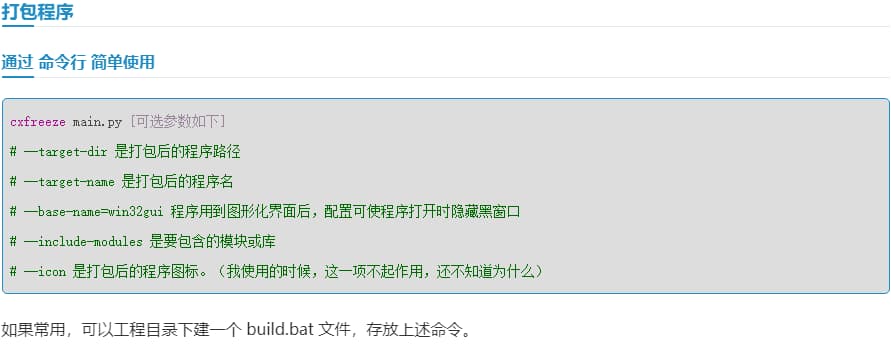 打包程序
通过 命令行 简单使用
cxfreeze main.py [可选参数如下]
# —target-dir 是打包后的程序路径
# —target-name 是打包后的程序名
# —base-name=win32gui 程序用到图形化界面后，配置可使程序打开时隐藏黑窗口
# —include-modules 是要包含的模块或库
# —icon 是打包后的程序图标。（我使用的时候，这一项不起作用，还不知道为什么）
如果常用，可以工程目录下建一个 build.bat 文件，存放上述命令。